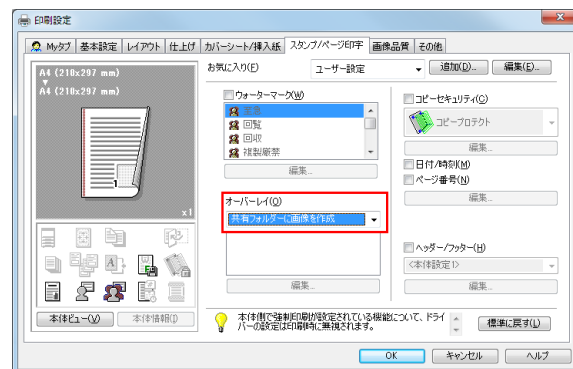 印刷設定
Myタブ 基本設定 レイアウト 仕上げ カバーシート/挿入紙 スタンプ/ページ印字 画像品質 その他
A4 (210x297 mm)
A4 (210x297 mm)
1
x1
本体ビュー(V) 本体情報(I)
お気に入り(F) ユーザー設定 追加(D)... 編集(E)...
ウォーターマーク(W)
至急
回覧
回収
複製厳禁
編集...
オーバーレイ(O)
共有フォルダーに画像を作成
編集...
コピーセキュリティ(C)
コピープロテクト
編集...
日付/時刻(M)
ページ番号(N)
編集...
ヘッダー/フッター(H)
<本体設定1>
編集...
本体側で強制印刷が設定されている機能について、ドライ
バーの設定は印刷時に無視されます。
標準に戻す(L)
OK キャンセル ヘルプ